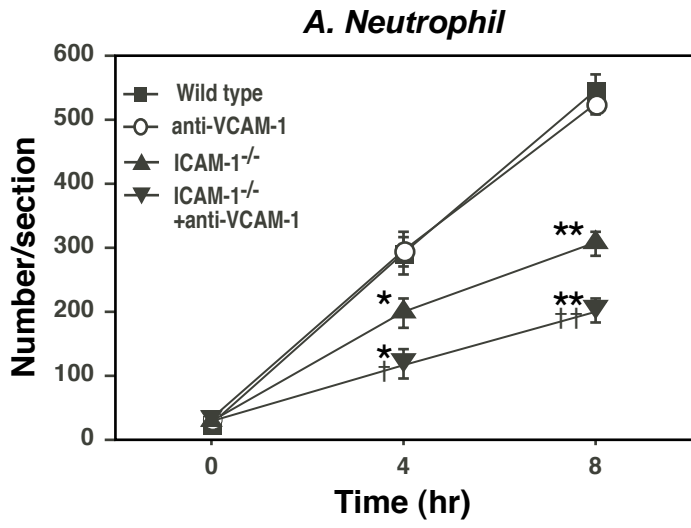 A. Neutrophil
600
500
400
300
200
100
0
Number/section
Wild type
anti-VCAM-1
ICAM-1-/-
ICAM-1-/-
+anti-VCAM-1
**
*
**
††
*
†
0 4 8
Time (hr)